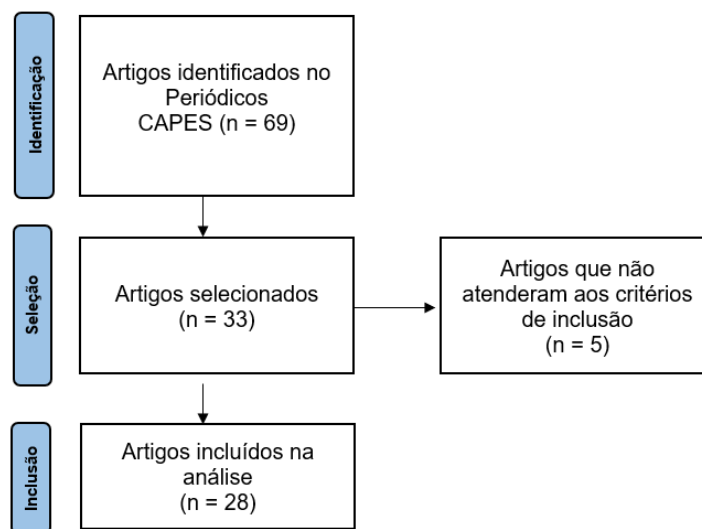 Identificação
Artigos identificados no
Periódicos
CAPES (n = 69)
Seleção
Artigos selecionados
(n = 33)
Artigos que não
atenderam aos critérios
de inclusão
(n = 5)
Inclusão
Artigos incluídos na
análise
(n = 28)